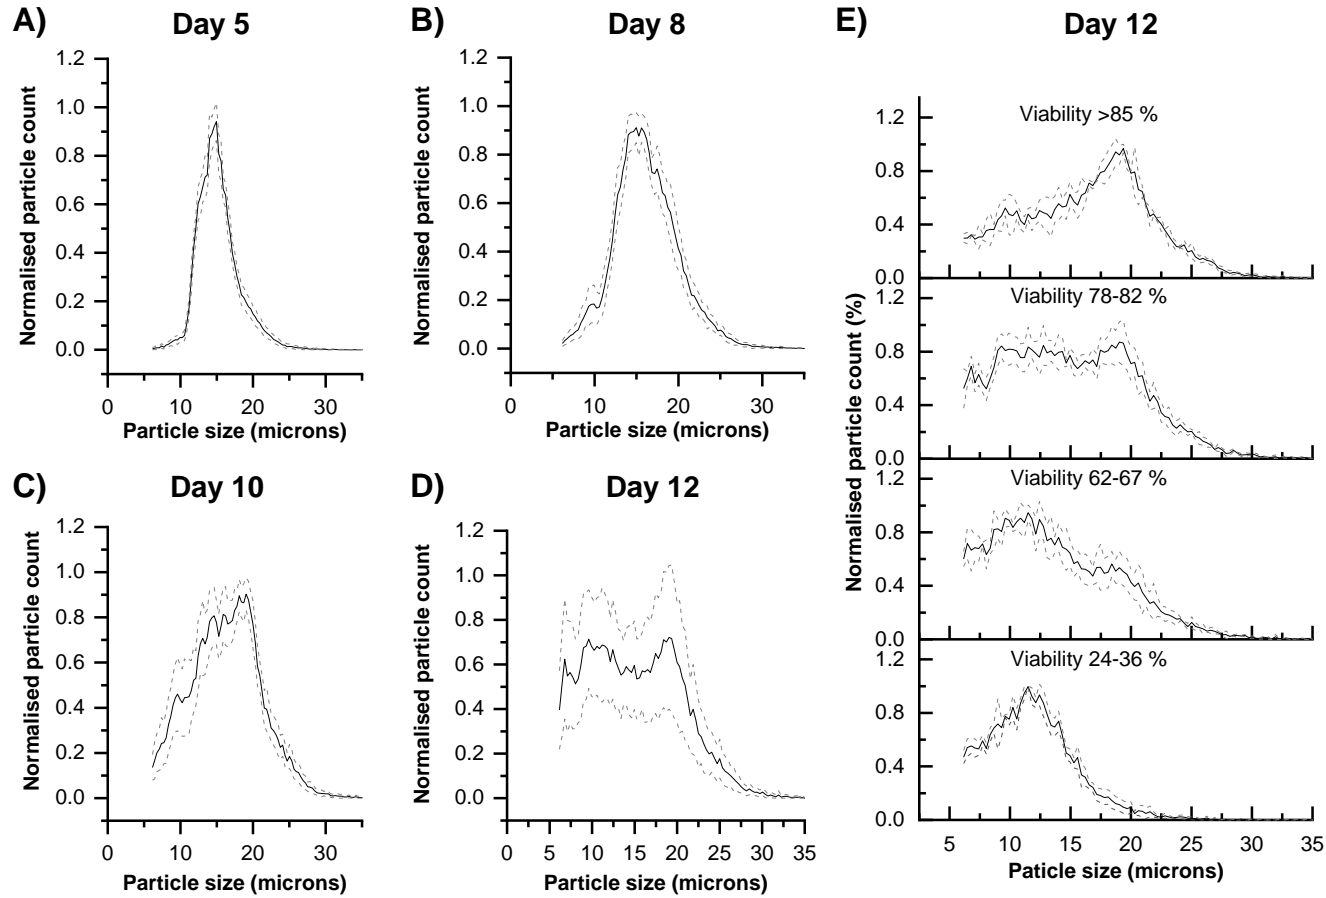 A)
Day 5
Normalised particle count
1.2
1.0
0.8
0.6
0.4
0.2
0.0
0 10 20 30
Particle size (microns)
B)
Day 8
Normalised particle count
1.2
1.0
0.8
0.6
0.4
0.2
0.0
0 10 20 30
Particle size (microns)
C)
Day 10
Normalised particle count
1.2
1.0
0.8
0.6
0.4
0.2
0.0
0 10 20 30
Particle size (microns)
D)
Day 12
Normalised particle count
1.2
1.0
0.8
0.6
0.4
0.2
0.0
0 5 10 15 20 25 30 35
Particle size (microns)
E)
Day 12
Normalised particle count (%)
Viability >85 %
1.2
0.8
0.4
0.0
Viability 78-82 %
1.2
0.8
0.4
0.0
Viability 62-67 %
1.2
0.8
0.4
0.0
Viability 24-36 %
1.2
0.8
0.4
0.0
5 10 15 20 25 30 35
Paticle size (microns)